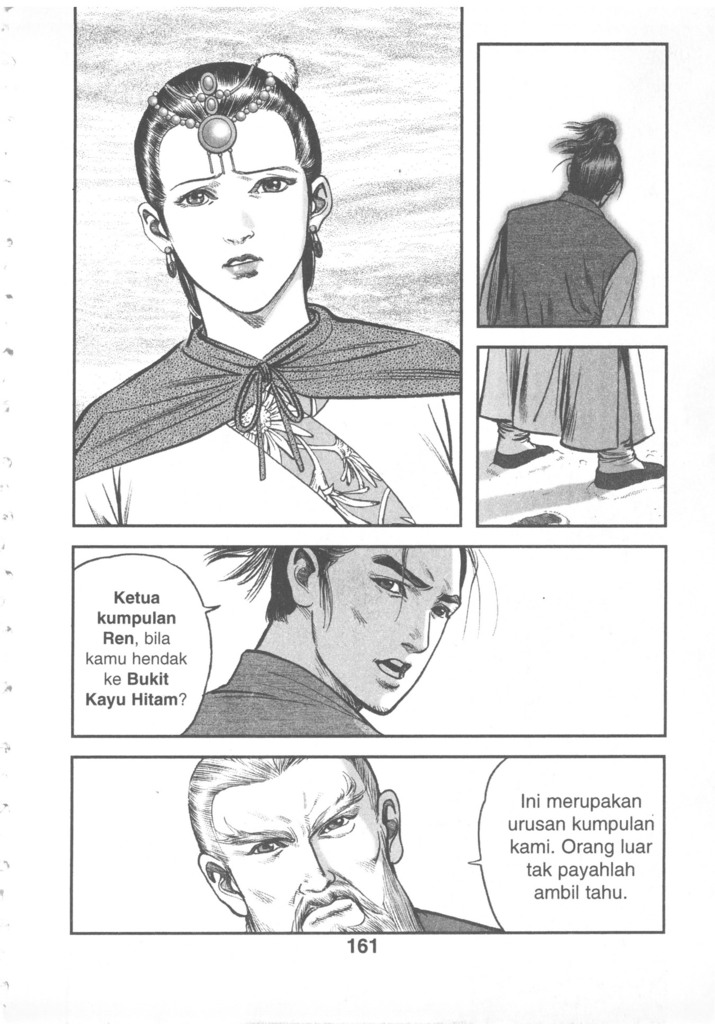 Ketua
kumpulan
Ren, bila
kamu hendak
ke Bukit
Kayu Hitam?
Ini merupakan
urusan kumpulan
kami. Orang luar
tak payahlah
ambil tahu.
161